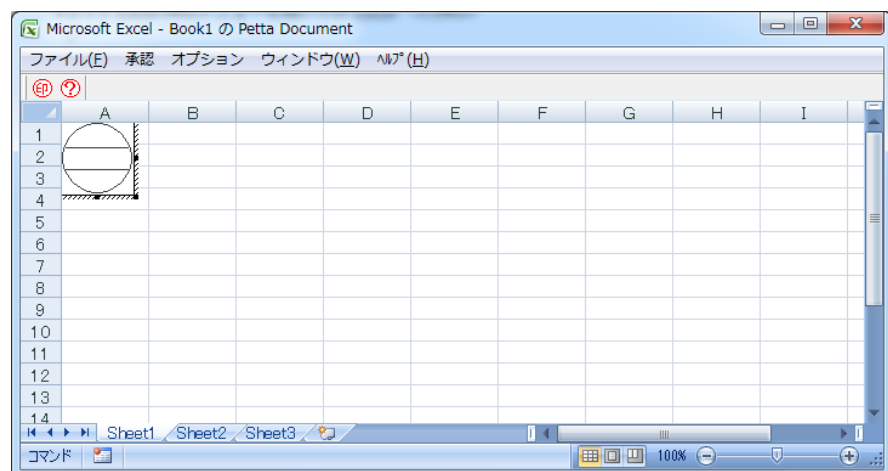 Microsoft Excel - Book1 の Petta Document
ファイル(F) 承認 オプション ウィンドウ(W) ﾍﾙﾌﾟ(H)
印 ?
A B C D E F G H I
1
2
3
4
5
6
7
8
9
10
11
12
13
14
Sheet1 Sheet2 Sheet3
コマンド 100%